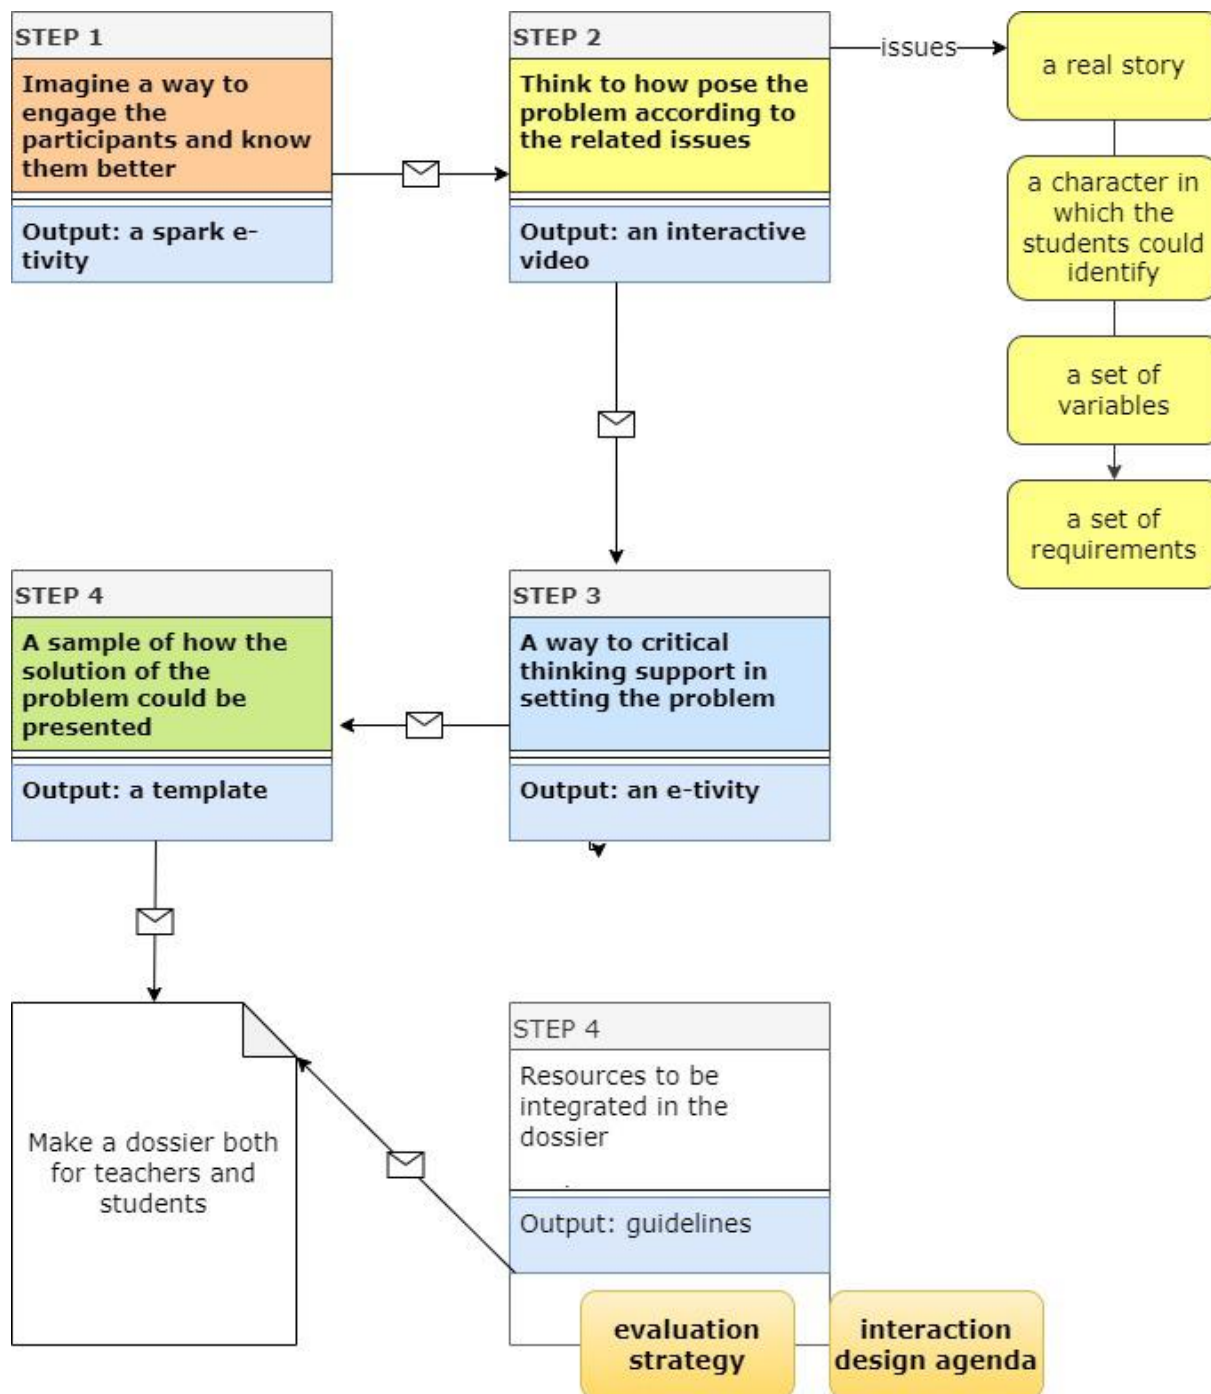 STEP 1
Imagine a way to
engage the
participants and know
them better
Output: a spark e-
tivity
STEP 2
Think to how pose the
problem according to
the related issues
Output: an interactive
video
issues
a real story
a character in
which the
students could
identify
a set of
variables
a set of
requirements
STEP 4
A sample of how the
solution of the
problem could be
presented
Output: a template
STEP 3
A way to critical
thinking support in
setting the problem
Output: an e-tivity
Make a dossier both
for teachers and
students
STEP 4
Resources to be
integrated in the
dossier
Output: guidelines
evaluation
strategy
interaction
design agenda